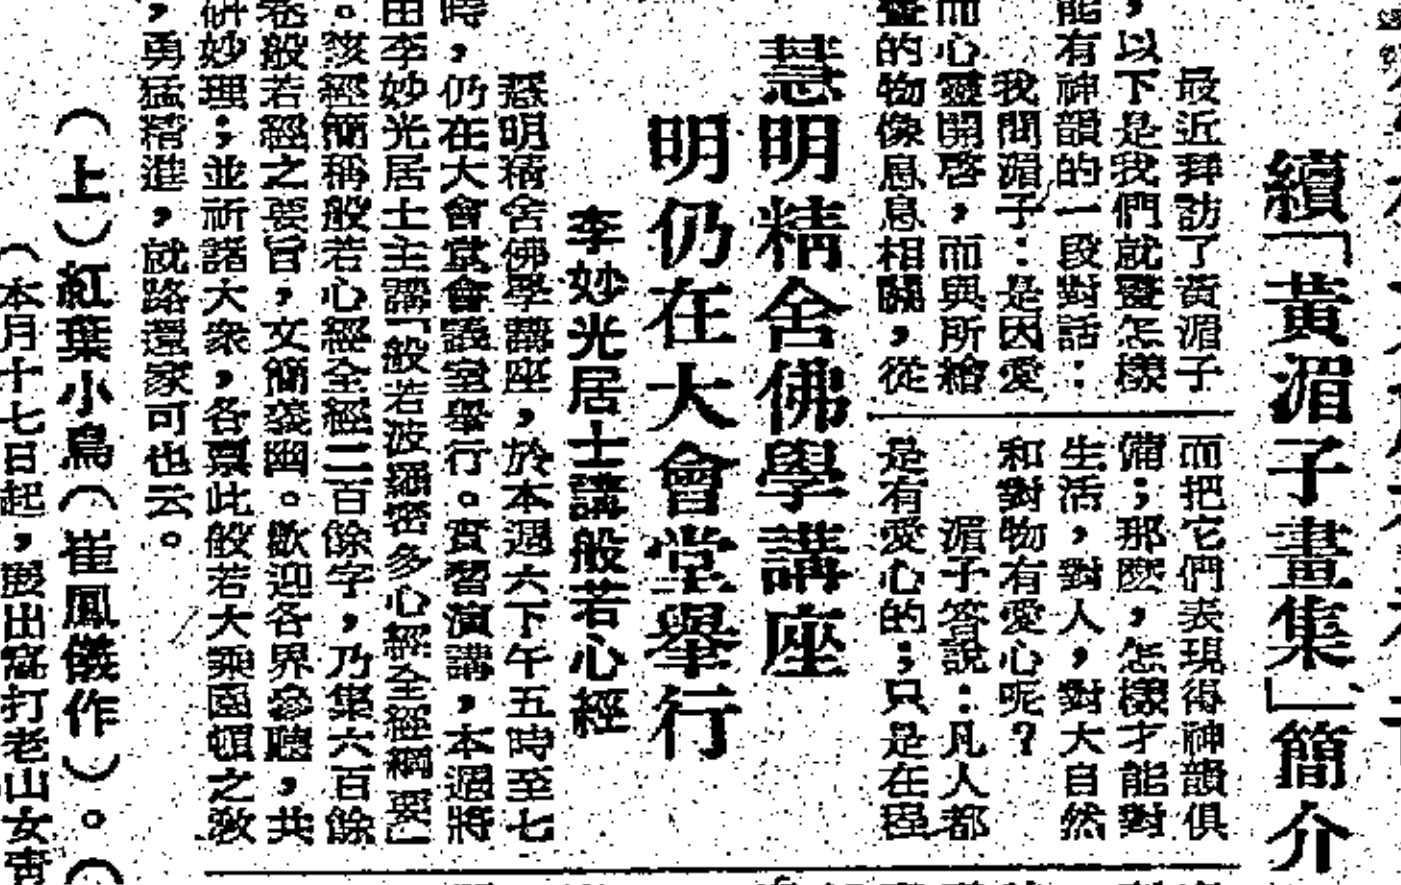 續「黃湄子畫集」簡介
最近拜訪了黃湄子
，以下是我們就要怎樣
能有神韻的一段對話：
我問湄子：是因愛
而心靈開啓，而與所繪
畫的物像息息相關，從
而把它們表現得神韻俱
備；那麽，怎樣才能對
生活，對人，對大自然
和對物有愛心呢？
湄子答說：凡人都
是有愛心的；只是在
慧明精舍佛學講座
明仍在大會堂舉行
李妙光居士講般若心經
慧明精舍佛學講座，於本週六下午五時至七
時，仍在大會堂會議室舉行。實習演講，本週將
由李妙光居士主講「般若波羅密多心經全經綱要」
。該經簡稱般若心經全經二百餘字，乃集六百餘
卷般若經之要旨，文簡義幽。歡迎各界參聽，共
研妙理；並祈諸大衆，各禀此般若大乘圓頓之敎
，勇猛精進，就路還家可也云。
（上）紅葉小鳥（崔鳳儀作）。（
（本月十七日起，展出窩打老山女靑